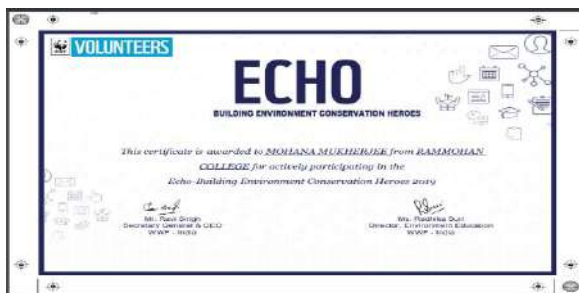 WWF
VOLUNTEERS
ECHO
BUILDING ENVIRONMENT CONSERVATION HEROES
This certificate is awarded to MOHANA MUKHERJEE from RAMMOHAN
COLLEGE for actively participating in the
Echo-Building Environment Conservation Heroes 2019
Mr. Ravi Singh
Secretary General & CEO
WWF - India
Ms. Radhika Suri
Director, Environment Education
WWF - India